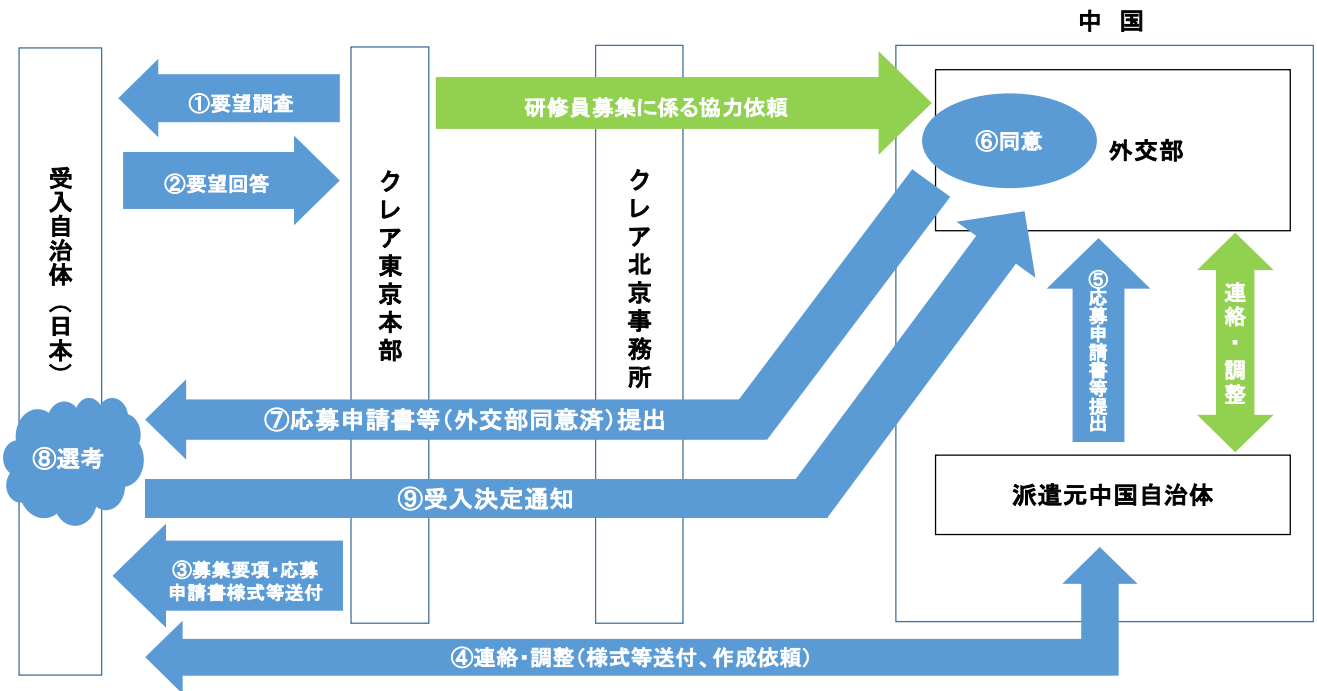 中　国
①要望調査
研修員募集に係る協力依頼
⑥同意
外交部
②要望回答
受入自治体（日本）
クレア東京本部
クレア北京事務所
⑤応募申請書等提出
連絡・調整
⑦応募申請書等（外交部同意済）提出
⑧選考
⑨受入決定通知
派遣元中国自治体
③募集要項・応募
申請書様式等送付
④連絡・調整（様式等送付、作成依頼）